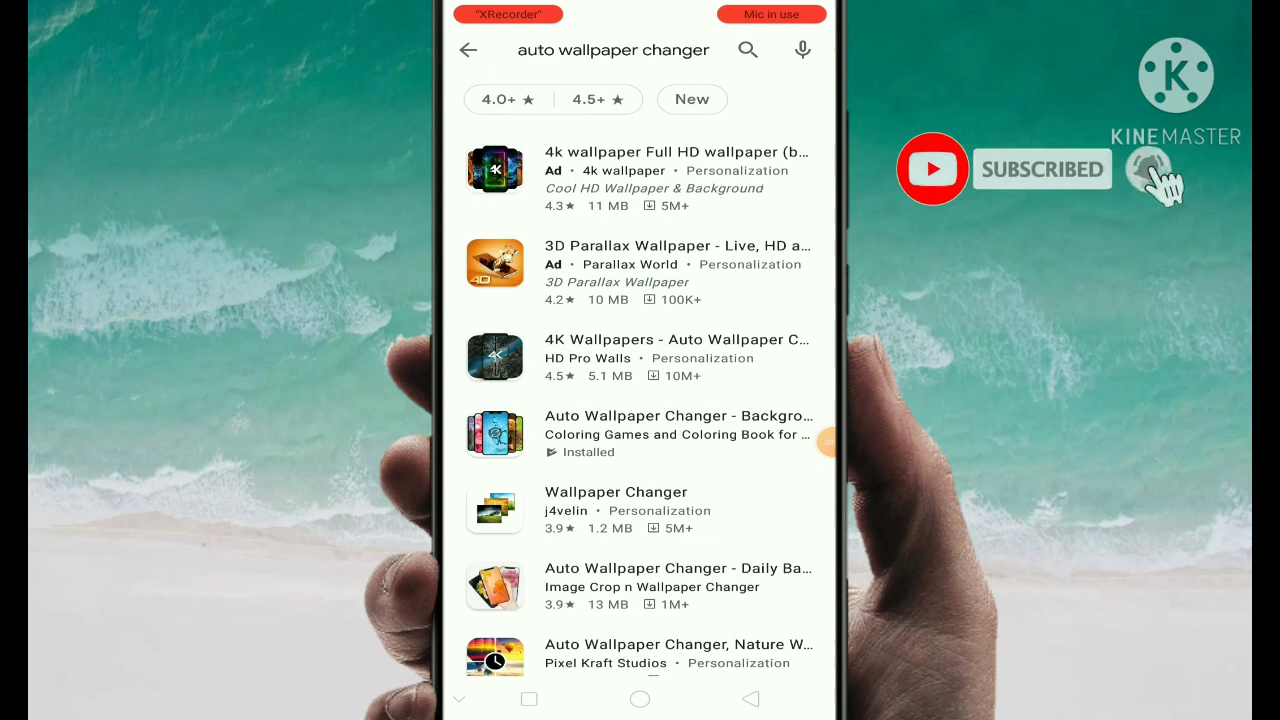 "XRecorder"
Mic in use
auto wallpaper changer
4.0+ ★
4.5+ ★
New
4k wallpaper Full HD wallpaper (b...
Ad • 4k wallpaper • Personalization
Cool HD Wallpaper & Background
4.3★ 11 MB 5M+
3D Parallax Wallpaper - Live, HD a...
Ad • Parallax World • Personalization
3D Parallax Wallpaper
4.2★ 10 MB 100K+
4K Wallpapers - Auto Wallpaper C...
HD Pro Walls • Personalization
4.5★ 5.1 MB 10M+
Auto Wallpaper Changer - Backgro...
Coloring Games and Coloring Book for ...
Installed
Wallpaper Changer
j4velin • Personalization
3.9★ 1.2 MB 5M+
Auto Wallpaper Changer - Daily Ba...
Image Crop n Wallpaper Changer
3.9★ 13 MB 1M+
Auto Wallpaper Changer, Nature W...
Pixel Kraft Studios • Personalization
4K
4D
4K
K
KINEMASTER
SUBSCRIBED